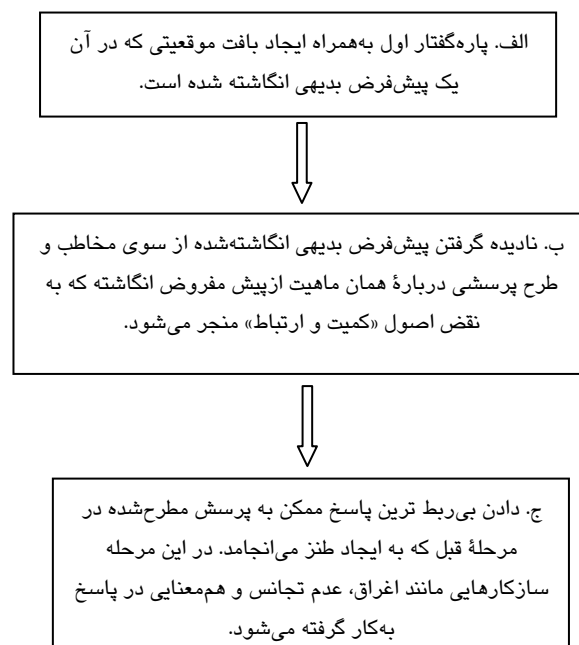 الف. پاره‌گفتار اول به‌همراه ایجاد بافت موقعیتی که در آن
یک پیش‌فرض بدیهی انگاشته شده است.
ب. نادیده گرفتن پیش‌فرض بدیهی انگاشته‌شده از سوی مخاطب و
طرح پرسشی دربارهٔ همان ماهیت ازپیش مفروض انگاشته که به
نقض اصول «کمیت و ارتباط» منجر می‌شود.
ج. دادن بی‌ربط ترین پاسخ ممکن به پرسش مطرح‌شده در
مرحلهٔ قبل که به ایجاد طنز می‌انجامد. در این مرحله
سازکارهایی مانند اغراق، عدم تجانس و هم‌معنایی در پاسخ
به‌کار گرفته می‌شود.